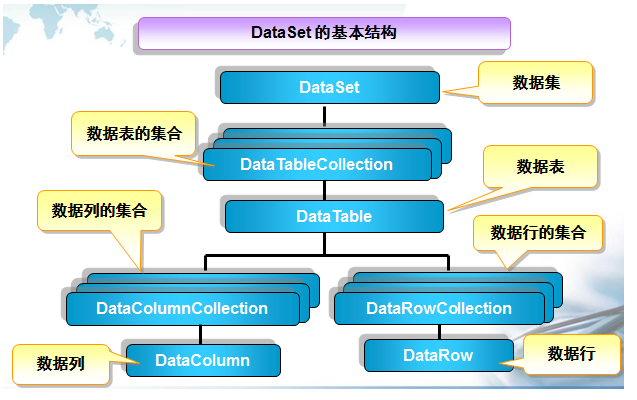 DataSet 的基本结构
DataSet
数据集
数据表的集合
DataTableCollection
数据表
DataTable
数据列的集合
数据行的集合
DataColumnCollection
DataRowCollection
数据列
DataColumn
DataRow
数据行